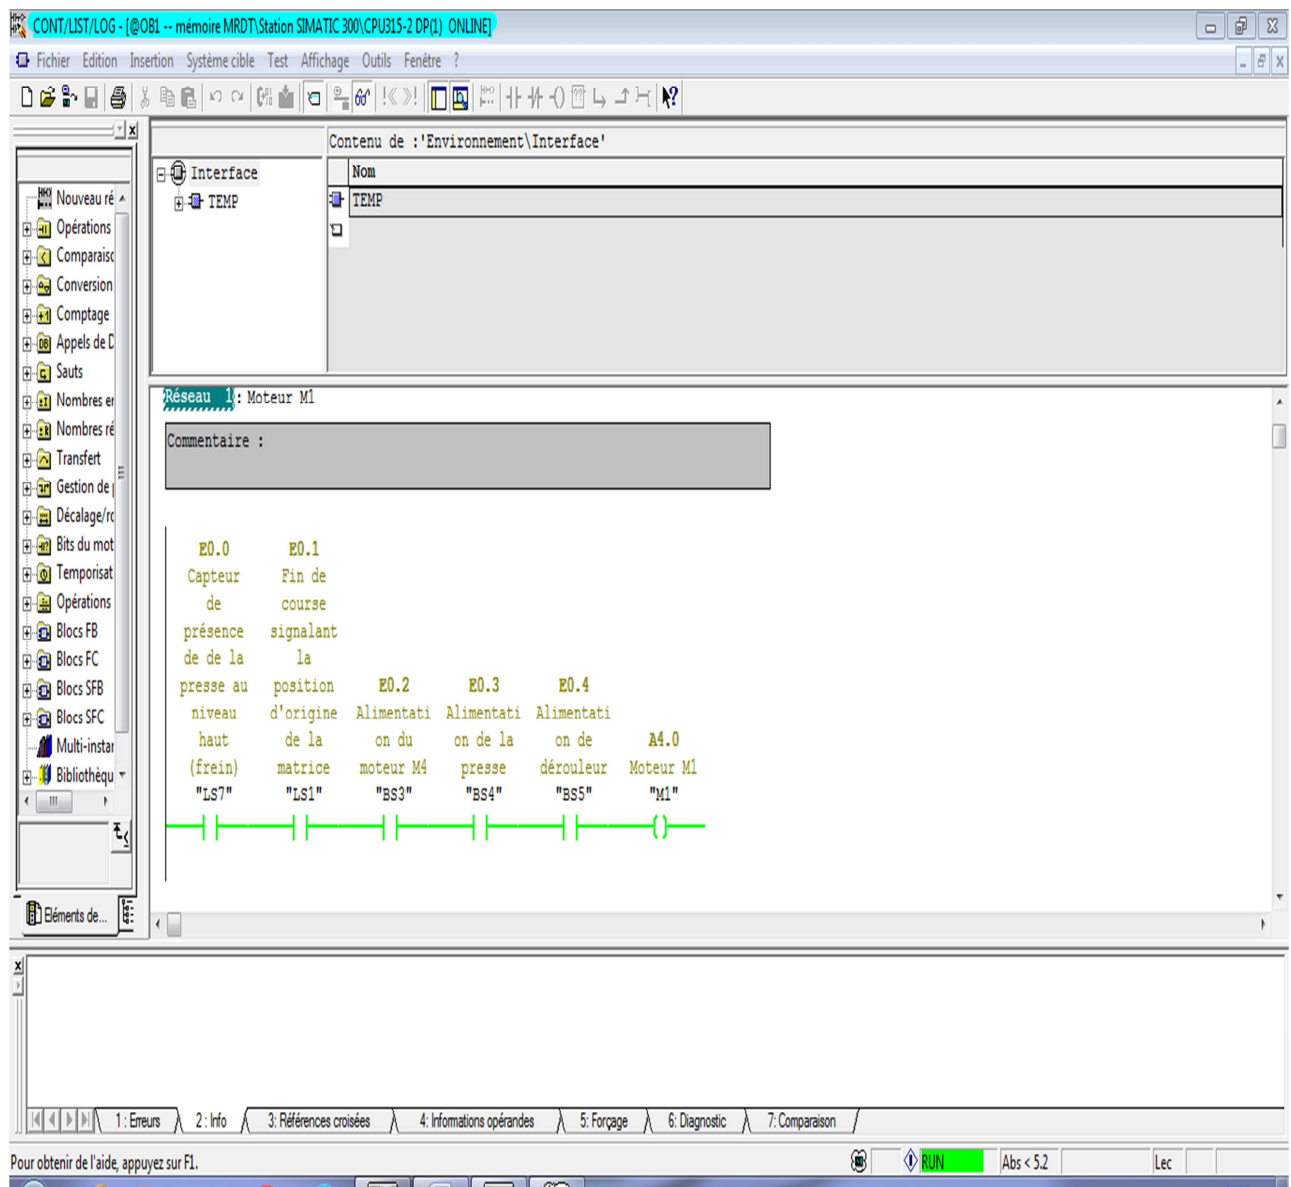 CONT/LIST/LOG - [@OB1 -- mémoire MRDT\Station SIMATIC 300\CPU315-2 DP(1) ONLINE]
Fichier Edition Insertion Système cible Test Affichage Outils Fenêtre ?
Contenu de :'Environnement\Interface'
Interface
TEMP
Nom
TEMP
Nouveau ré
Opérations
Comparaisc
Conversion
Comptage
Appels de D
Sauts
Nombres er
Nombres ré
Transfert
Gestion de p
Décalage/rc
Bits du mot
Temporisat
Opérations
Blocs FB
Blocs FC
Blocs SFB
Blocs SFC
Multi-instar
Bibliothèqu
Eléments de...
Réseau 1 : Moteur M1
Commentaire :
E0.0
Capteur
de
présence
de de la
presse au
niveau
haut
(frein)
"LS7"
E0.1
Fin de
course
signalant
la
position
d'origine
de la
matrice
"LS1"
E0.2
Alimentati
on du
moteur M4
"BS3"
E0.3
Alimentati
on de la
presse
"BS4"
E0.4
Alimentati
on de
dérouleur
"BS5"
A4.0
Moteur M1
"M1"
1 : Erreurs 2 : Info 3: Références croisées 4: Informations opérandes 5: Forçage 6: Diagnostic 7: Comparaison
Pour obtenir de l'aide, appuyez sur F1. RUN Abs < 5.2 Lec